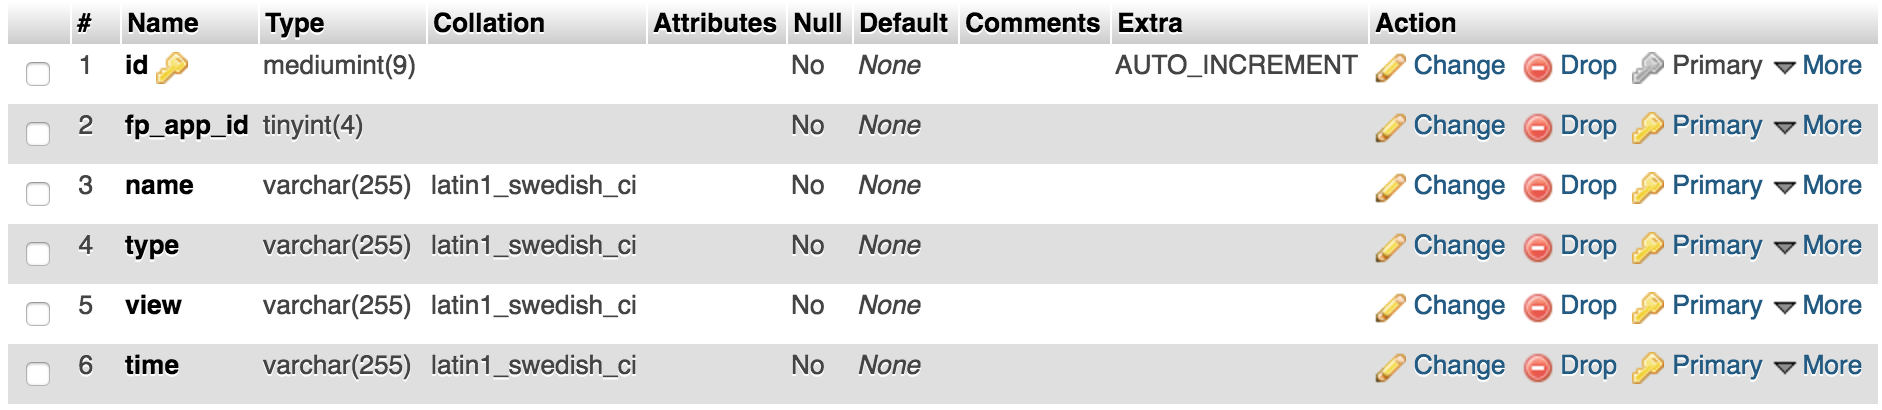 # Name Type Collation Attributes Null Default Comments Extra Action
1 id mediumint(9) No None AUTO_INCREMENT Change Drop Primary More
2 fp_app_id tinyint(4) No None Change Drop Primary More
3 name varchar(255) latin1_swedish_ci No None Change Drop Primary More
4 type varchar(255) latin1_swedish_ci No None Change Drop Primary More
5 view varchar(255) latin1_swedish_ci No None Change Drop Primary More
6 time varchar(255) latin1_swedish_ci No None Change Drop Primary More